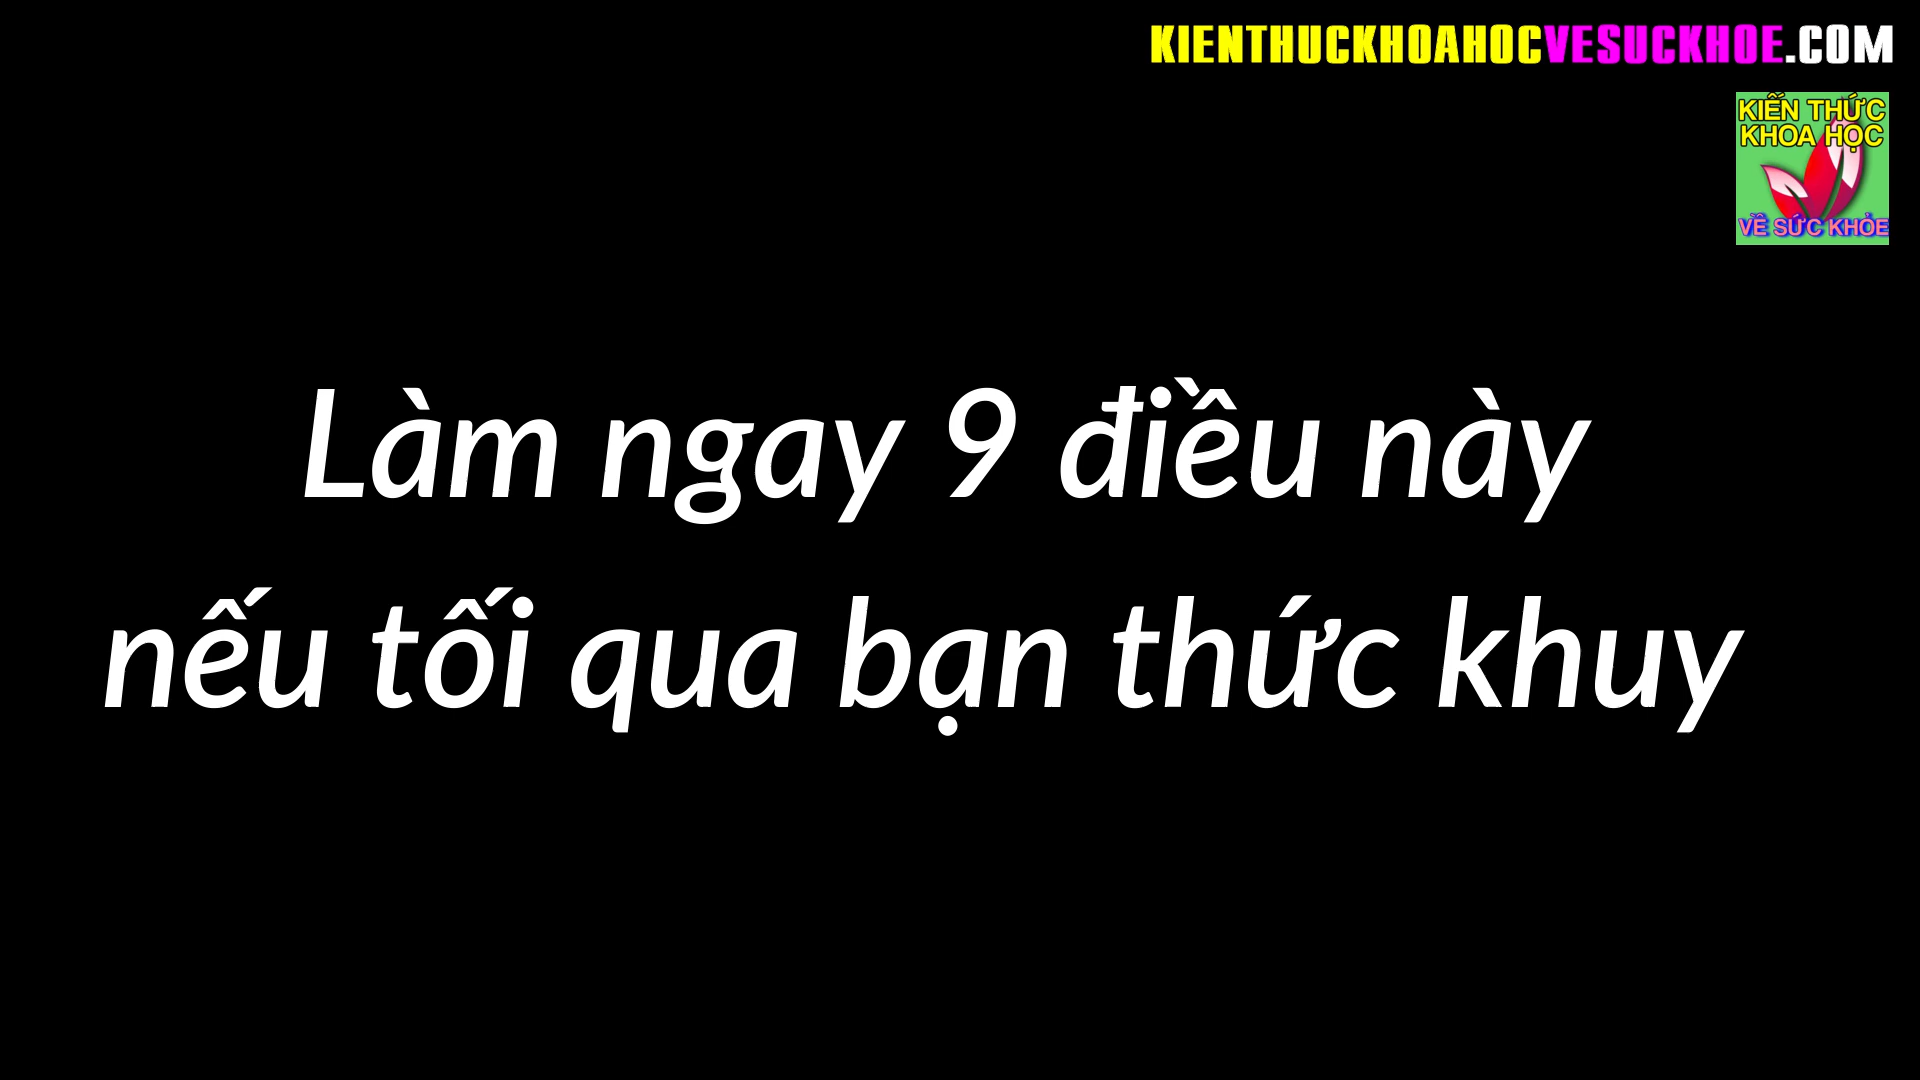 KIENTHUCKHOAHOCVESUCKHOE.COM
KIẾN THỨC
KHOA HỌC
VỀ SỨC KHỎE
Làm ngay 9 điều này
nếu tối qua bạn thức khuy